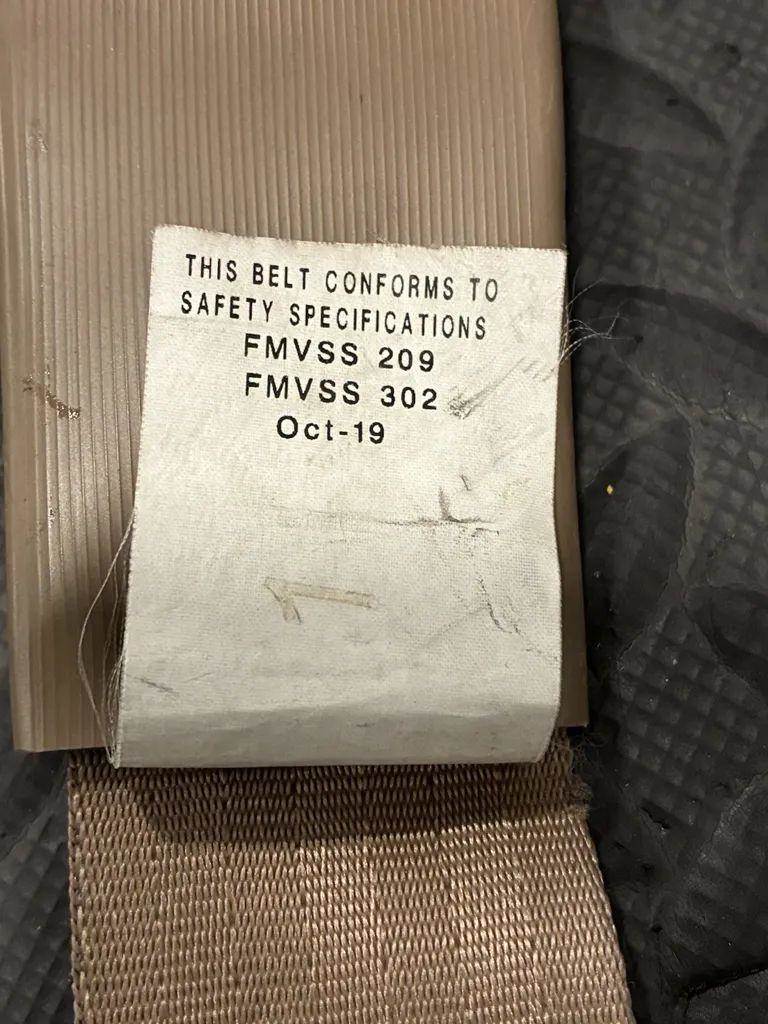 THIS BELT CONFORMS TO
SAFETY SPECIFICATIONS
FMVSS 209
FMVSS 302
Oct-19